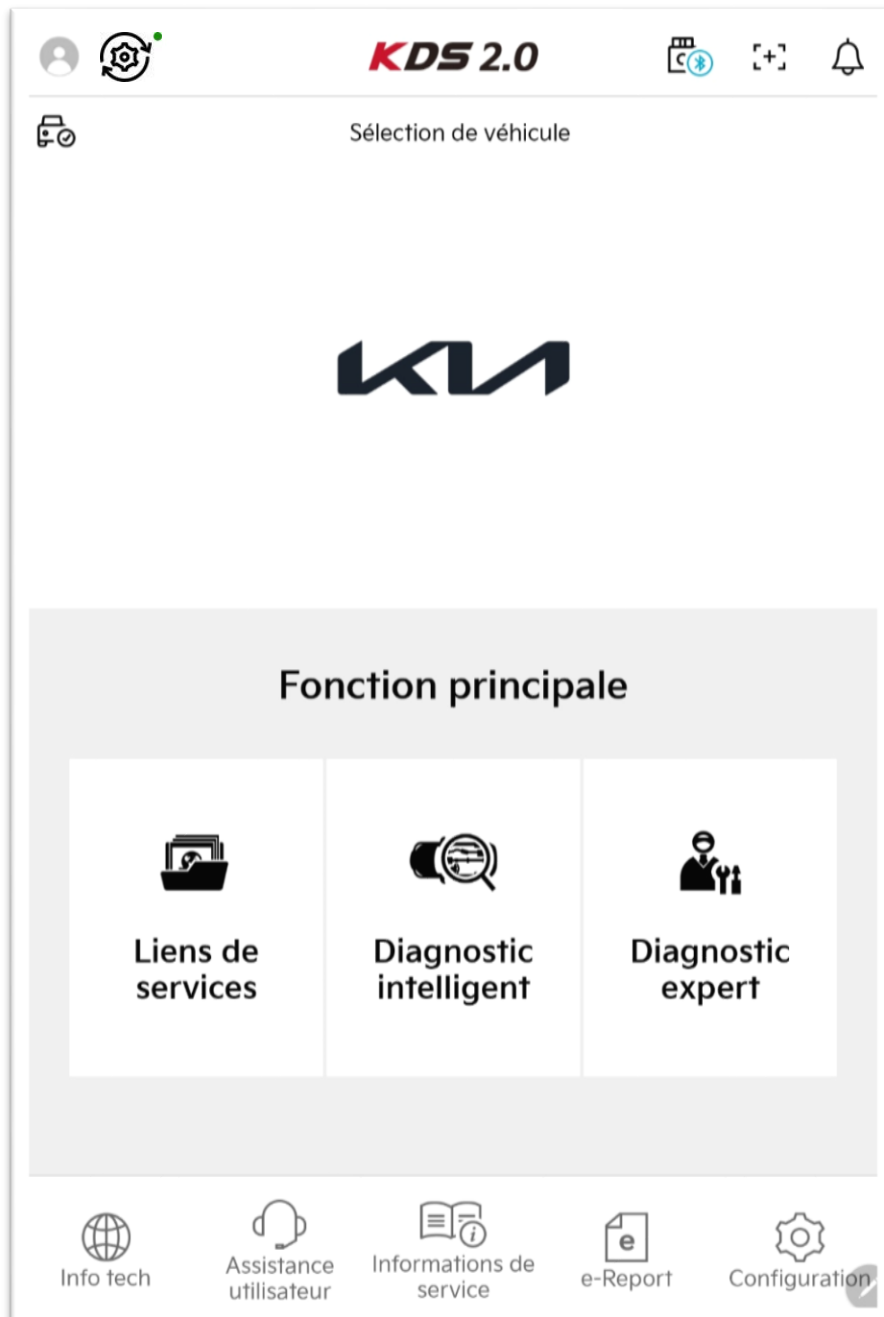 KDS 2.0
C
Sélection de véhicule
KIA
Fonction principale
Liens de
services
Diagnostic
intelligent
Diagnostic
expert
Info tech
Assistance
utilisateur
Informations de
service
e
e-Report
Configuration